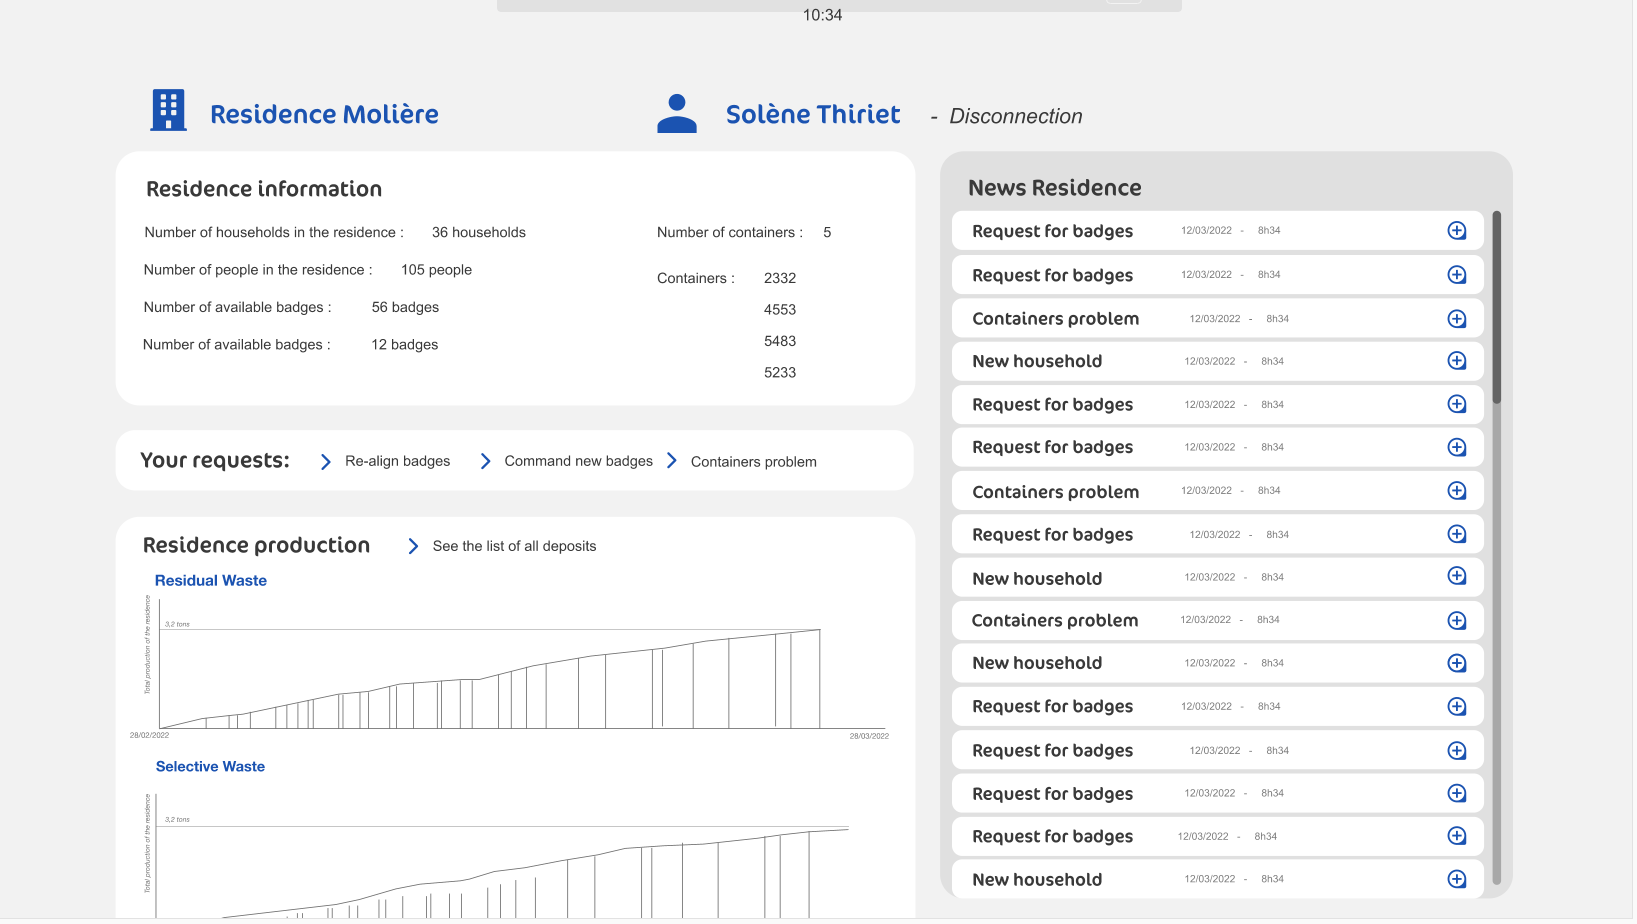 10:34
Residence Molière
Solène Thiriet - Disconnection
Residence information
Number of households in the residence : 36 households
Number of people in the residence : 105 people
Number of available badges : 56 badges
Number of available badges : 12 badges
Number of containers : 5
Containers : 2332
4553
5483
5233
Your requests: Re-align badges Command new badges Containers problem
Residence production See the list of all deposits
Residual Waste
Total production of the residence
3,2 tons
28/02/2022 28/03/2022
Selective Waste
Total production of the residence
3,2 tons
News Residence
Request for badges 12/03/2022 - 8h34
Request for badges 12/03/2022 - 8h34
Containers problem 12/03/2022 - 8h34
New household 12/03/2022 - 8h34
Request for badges 12/03/2022 - 8h34
Request for badges 12/03/2022 - 8h34
Containers problem 12/03/2022 - 8h34
Request for badges 12/03/2022 - 8h34
New household 12/03/2022 - 8h34
Containers problem 12/03/2022 - 8h34
New household 12/03/2022 - 8h34
Request for badges 12/03/2022 - 8h34
Request for badges 12/03/2022 - 8h34
Request for badges 12/03/2022 - 8h34
Request for badges 12/03/2022 - 8h34
New household 12/03/2022 - 8h34